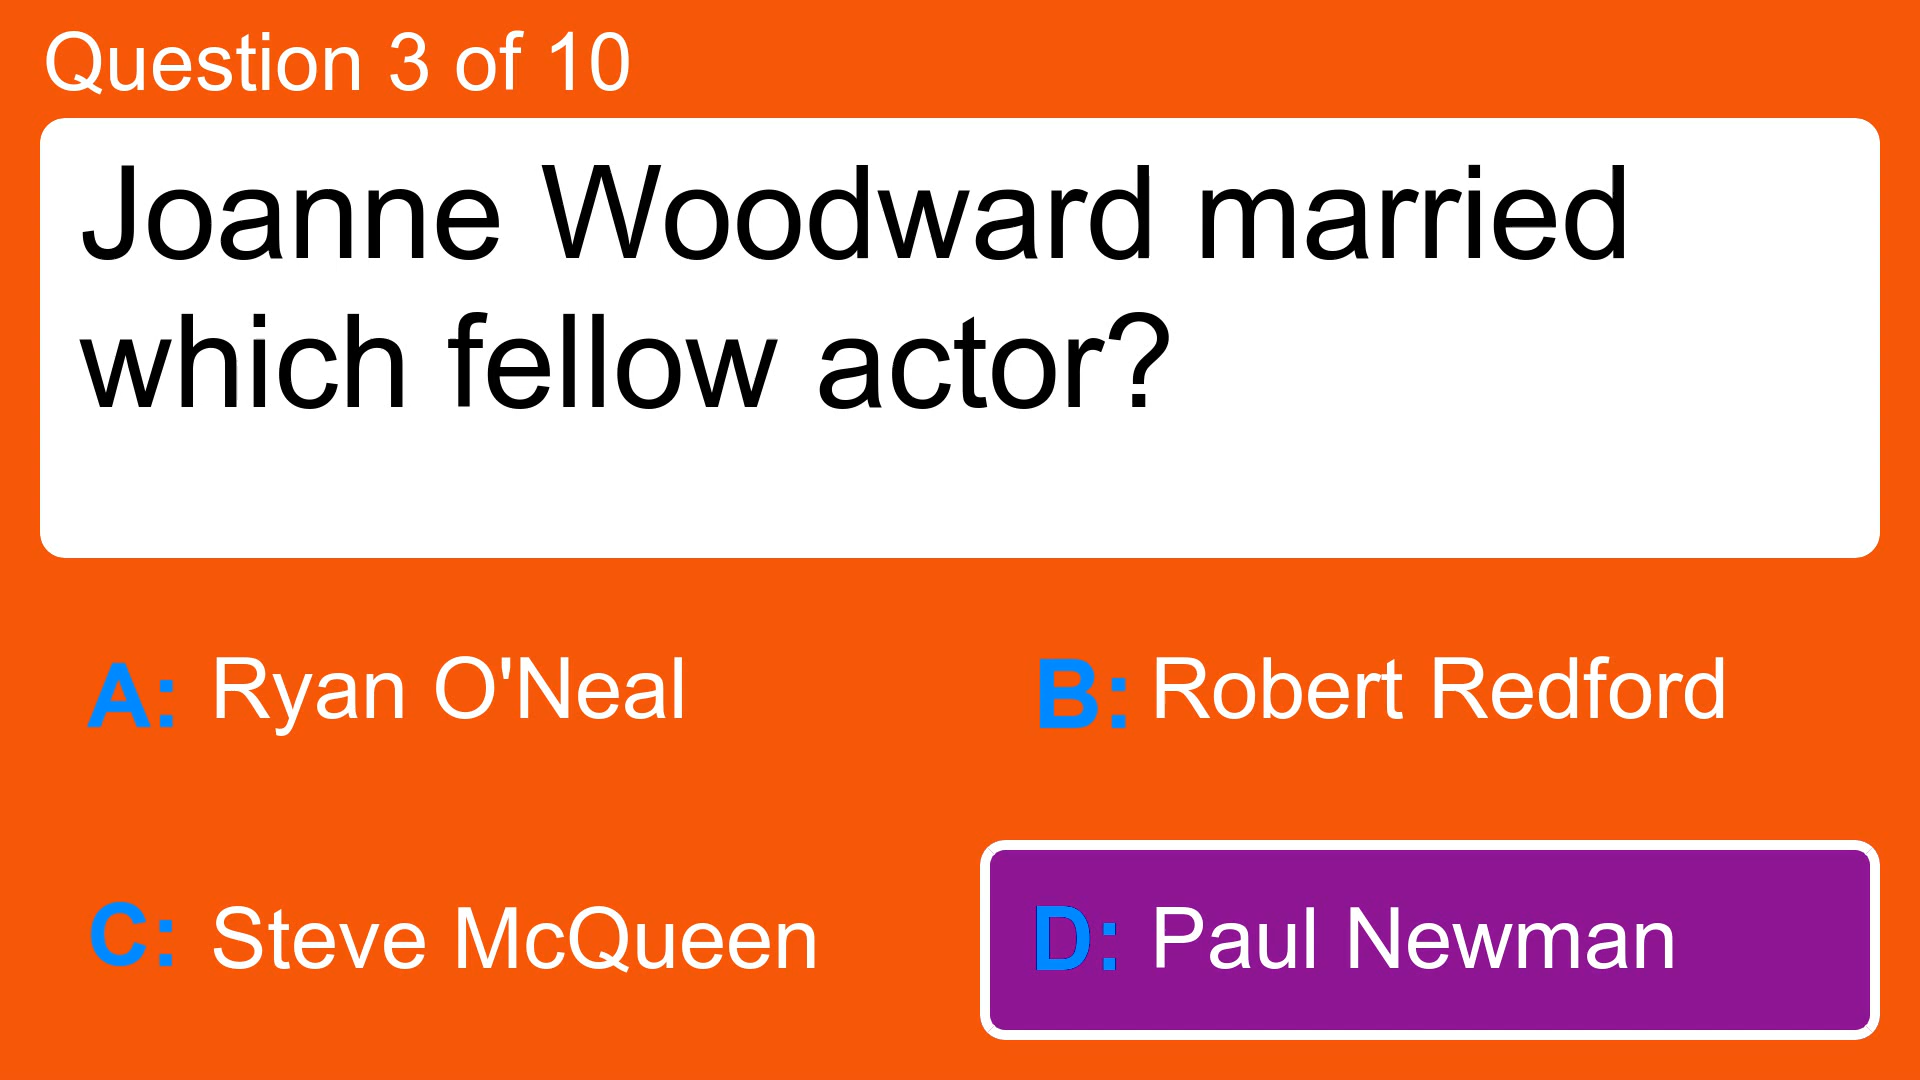 Question 3 of 10
Joanne Woodward married
which fellow actor?
A: Ryan O'Neal
B: Robert Redford
C: Steve McQueen
D: Paul Newman